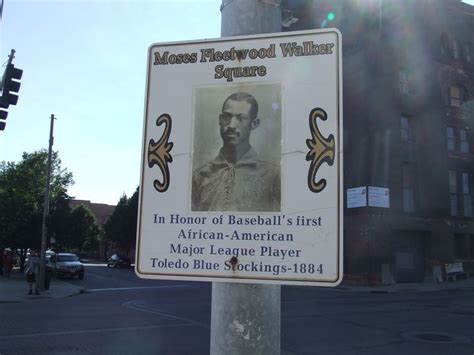 Moses Fleetwood Walker
Square
In Honor of Baseball's first
African-American
Major League Player
Toledo Blue Stockings-1884